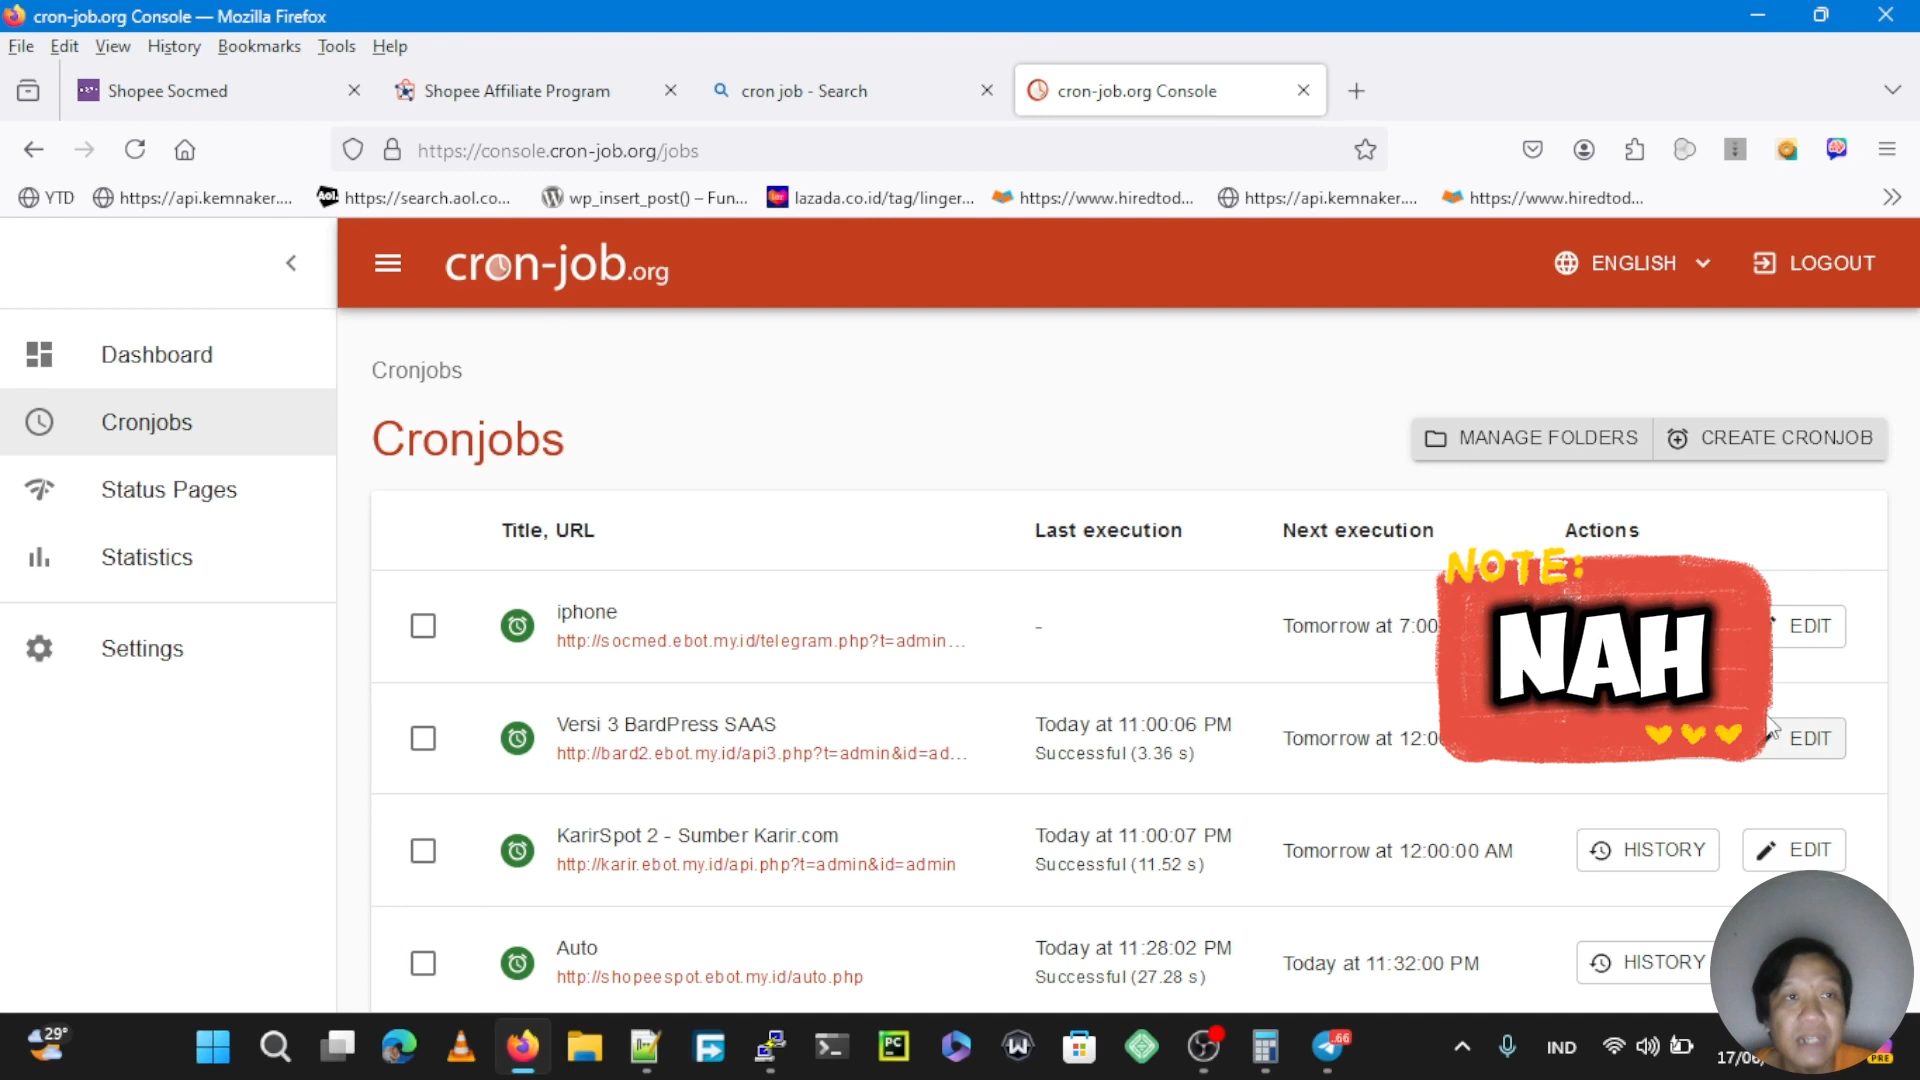 cron-job.org Console — Mozilla Firefox
File Edit View History Bookmarks Tools Help
Shopee Socmed
Shopee Affiliate Program
cron job - Search
cron-job.org Console
https://console.cron-job.org/jobs
YTD
https://api.kemnaker....
https://search.aol.co...
wp_insert_post() – Fun...
lazada.co.id/tag/linger...
https://www.hiredtod...
https://api.kemnaker....
https://www.hiredtod...
cron-job.org
ENGLISH
LOGOUT
Dashboard
Cronjobs
Status Pages
Statistics
Settings
Cronjobs
Cronjobs
MANAGE FOLDERS
CREATE CRONJOB
Title, URL
Last execution
Next execution
Actions
iphone
http://socmed.ebot.my.id/telegram.php?t=admin...
-
Tomorrow at 7:00
EDIT
NOTE:
NAH
Versi 3 BardPress SAAS
http://bard2.ebot.my.id/api3.php?t=admin&id=ad...
Today at 11:00:06 PM
Successful (3.36 s)
Tomorrow at 12:0
EDIT
KarirSpot 2 - Sumber Karir.com
http://karir.ebot.my.id/api.php?t=admin&id=admin
Today at 11:00:07 PM
Successful (11.52 s)
Tomorrow at 12:00:00 AM
HISTORY
EDIT
Auto
http://shopeespot.ebot.my.id/auto.php
Today at 11:28:02 PM
Successful (27.28 s)
Today at 11:32:00 PM
HISTORY
29°
PC
.66
IND
17/06/
PRE